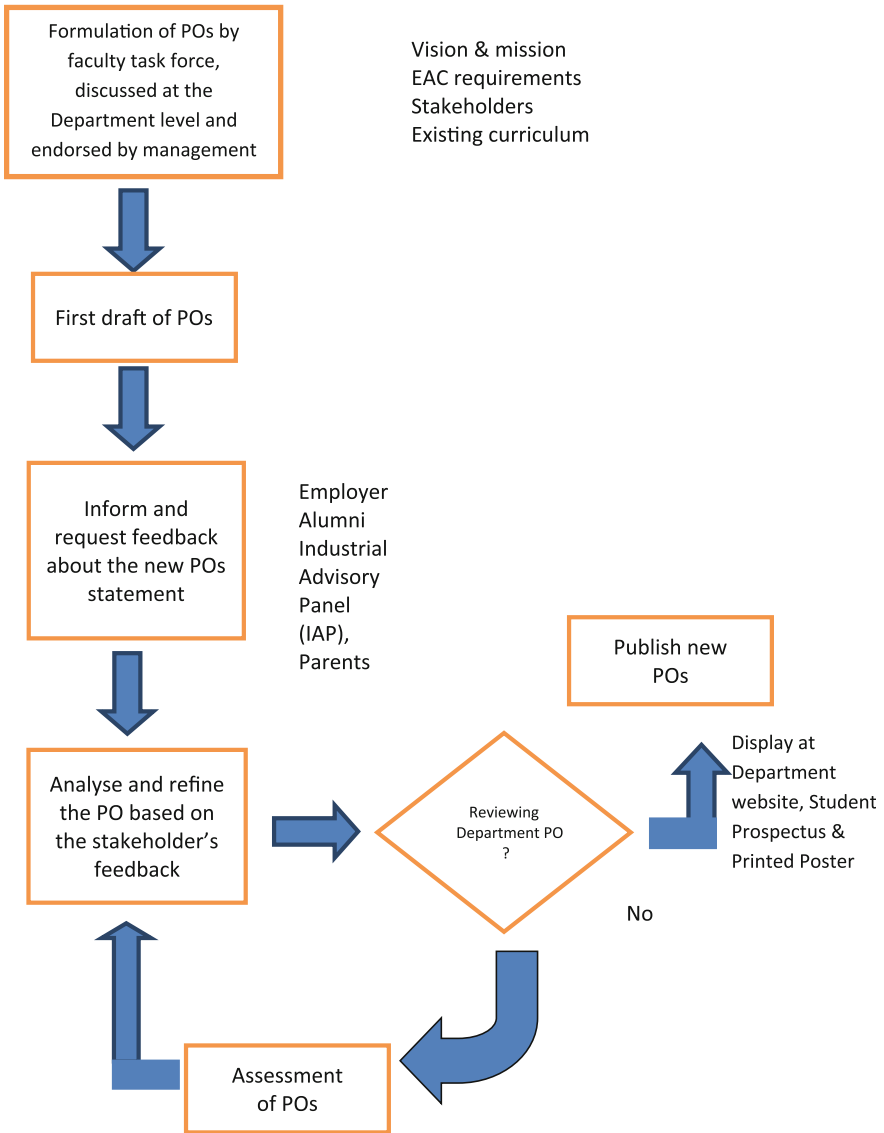 Formulation of POs by
faculty task force,
discussed at the
Department level and
endorsed by management
Vision & mission
EAC requirements
Stakeholders
Existing curriculum
First draft of POs
Inform and
request feedback
about the new POs
statement
Employer
Alumni
Industrial
Advisory
Panel
(IAP),
Parents
Publish new
POs
Analyse and refine
the PO based on
the stakeholder's
feedback
Reviewing
Department PO
?
Display at
Department
website, Student
Prospectus &
Printed Poster
No
Assessment
of POs